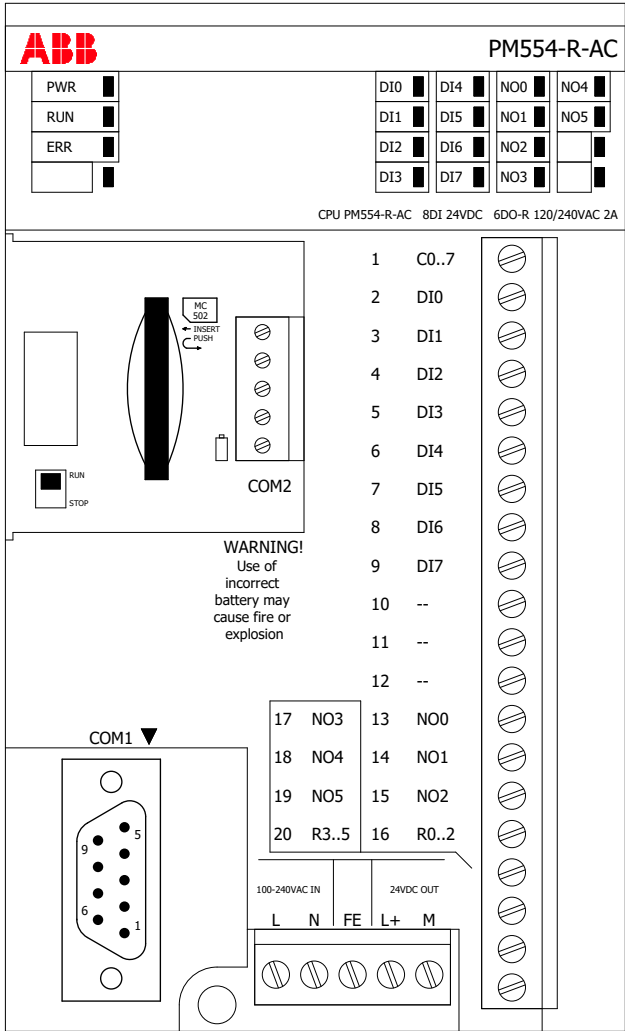 ABB PM554-R-AC
PWR DI0 DI4 NO0 NO4
RUN DI1 DI5 NO1 NO5
ERR DI2 DI6 NO2
DI3 DI7 NO3
CPU PM554-R-AC 8DI 24VDC 6DO-R 120/240VAC 2A
1 C0..7
2 DI0
3 DI1
4 DI2
5 DI3
6 DI4
7 DI5
8 DI6
9 DI7
10 --
11 --
12 --
17 NO3 13 NO0
18 NO4 14 NO1
19 NO5 15 NO2
20 R3..5 16 R0..2
MC
502
INSERT
PUSH
RUN
STOP
COM2
WARNING!
Use of
incorrect
battery may
cause fire or
explosion
COM1
5
9
6
1
100-240VAC IN 24VDC OUT
L N FE L+ M